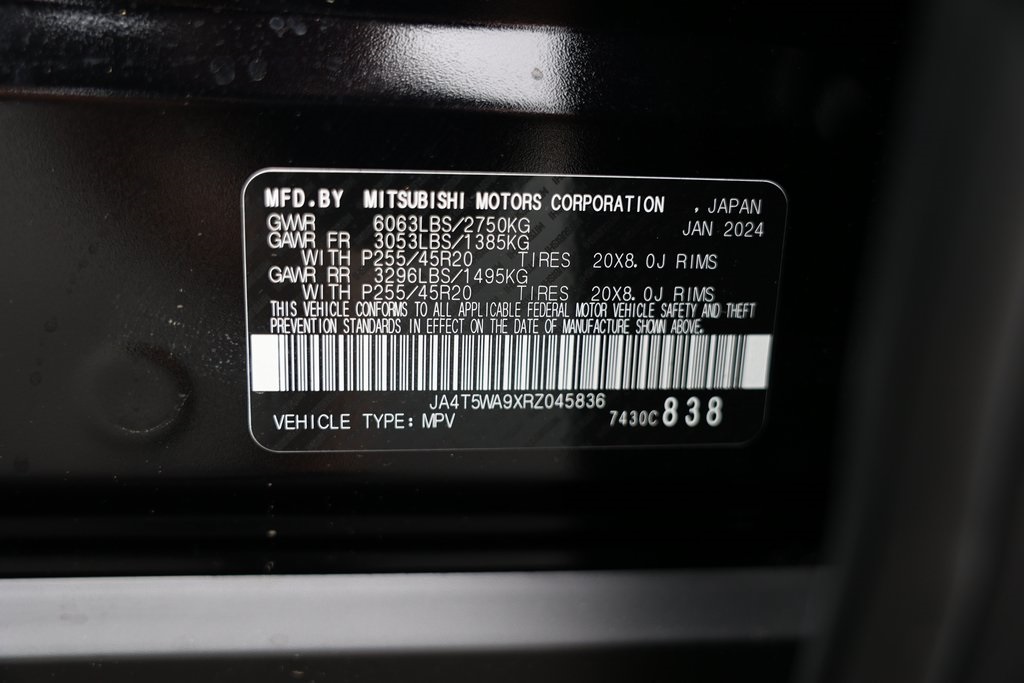 MFD.BY MITSUBISHI MOTORS CORPORATION , JAPAN
GWR 6063LBS/2750KG JAN 2024
GAWR FR 3053LBS/1385KG
WITH P255/45R20 TIRES 20X8.0J RIMS
GAWR RR 3296LBS/1495KG
WITH P255/45R20 TIRES 20X8.0J RIMS
THIS VEHICLE CONFORMS TO ALL APPLICABLE FEDERAL MOTOR VEHICLE SAFETY AND THEFT
PREVENTION STANDARDS IN EFFECT ON THE DATE OF MANUFACTURE SHOWN ABOVE.
JA4T5WA9XRZ045836
VEHICLE TYPE: MPV 7430C 838